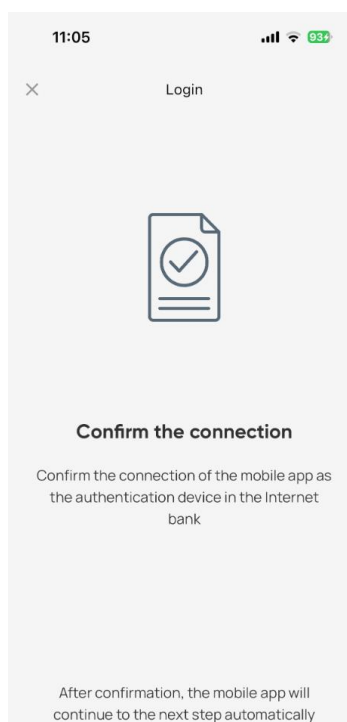 11:05
93
Login
Confirm the connection
Confirm the connection of the mobile app as
the authentication device in the Internet
bank
After confirmation, the mobile app will
continue to the next step automatically